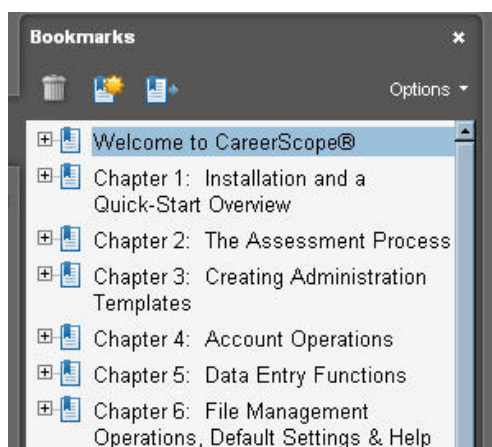 Bookmarks
Options
Welcome to CareerScope®
Chapter 1: Installation and a
Quick-Start Overview
Chapter 2: The Assessment Process
Chapter 3: Creating Administration
Templates
Chapter 4: Account Operations
Chapter 5: Data Entry Functions
Chapter 6: File Management
Operations, Default Settings & Help